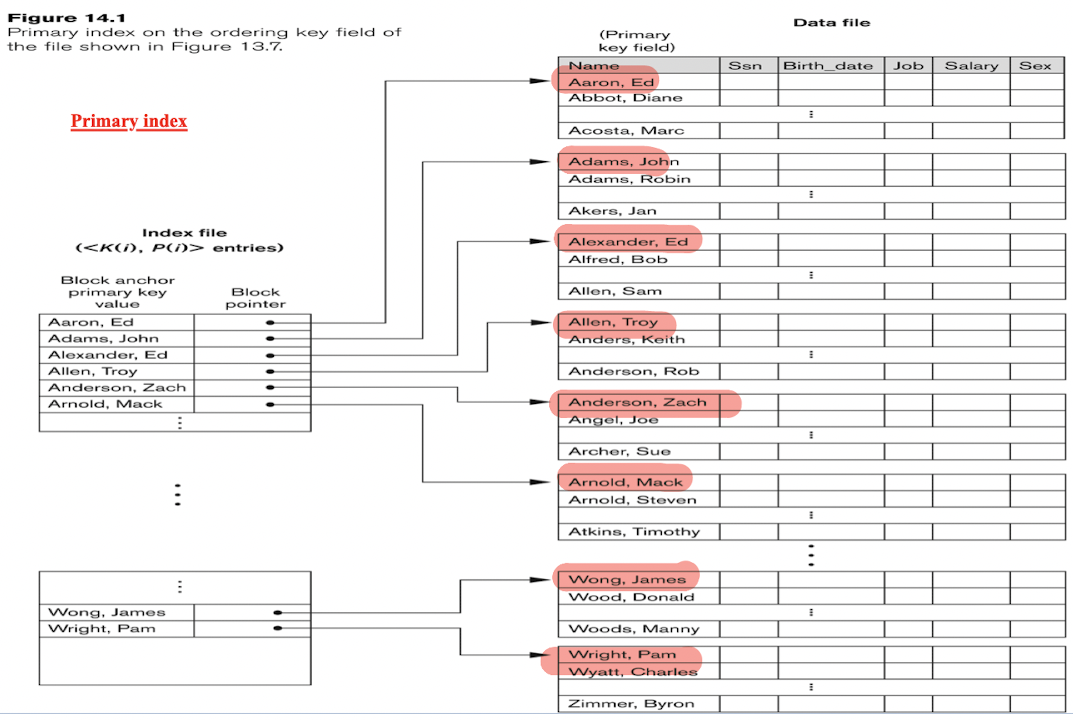 Figure 14.1
Primary index on the ordering key field of
the file shown in Figure 13.7.
Primary index
Index file
(<K(i), P(i)> entries)
Block anchor
primary key
value
Block
pointer
Aaron, Ed
Adams, John
Alexander, Ed
Allen, Troy
Anderson, Zach
Arnold, Mack
Wong, James
Wright, Pam
Data file
(Primary
key field)
Name Ssn Birth_date Job Salary Sex
Aaron, Ed
Abbot, Diane
Acosta, Marc
Adams, John
Adams, Robin
Akers, Jan
Alexander, Ed
Alfred, Bob
Allen, Sam
Allen, Troy
Anders, Keith
Anderson, Rob
Anderson, Zach
Angel, Joe
Archer, Sue
Arnold, Mack
Arnold, Steven
Atkins, Timothy
Wong, James
Wood, Donald
Woods, Manny
Wright, Pam
Wyatt, Charles
Zimmer, Byron